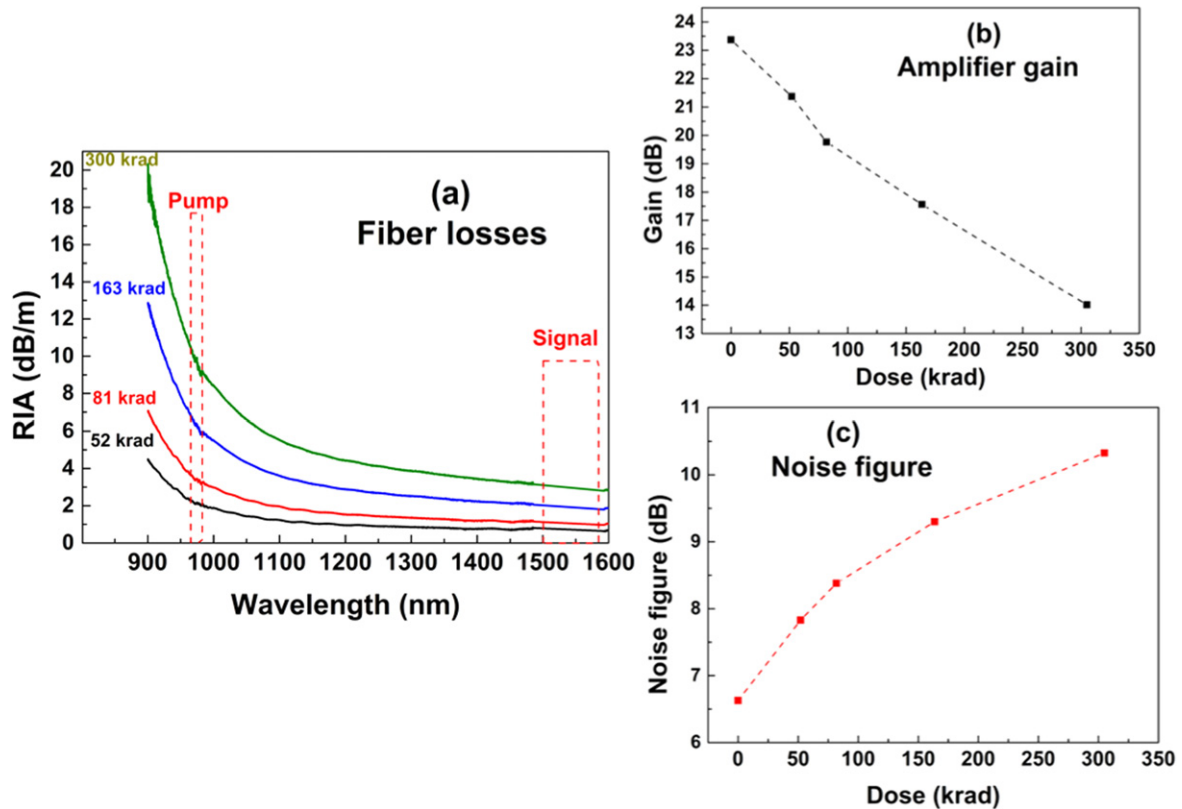 (a)
Fiber losses
300 krad
Pump
163 krad
Signal
81 krad
52 krad
RIA (dB/m)
20
18
16
14
12
10
8
6
4
2
0
900 1000 1100 1200 1300 1400 1500 1600
Wavelength (nm)
(b)
Amplifier gain
Gain (dB)
24
23
22
21
20
19
18
17
16
15
14
13
0 50 100 150 200 250 300 350
Dose (krad)
(c)
Noise figure
Noise figure (dB)
11
10
9
8
7
6
0 50 100 150 200 250 300 350
Dose (krad)